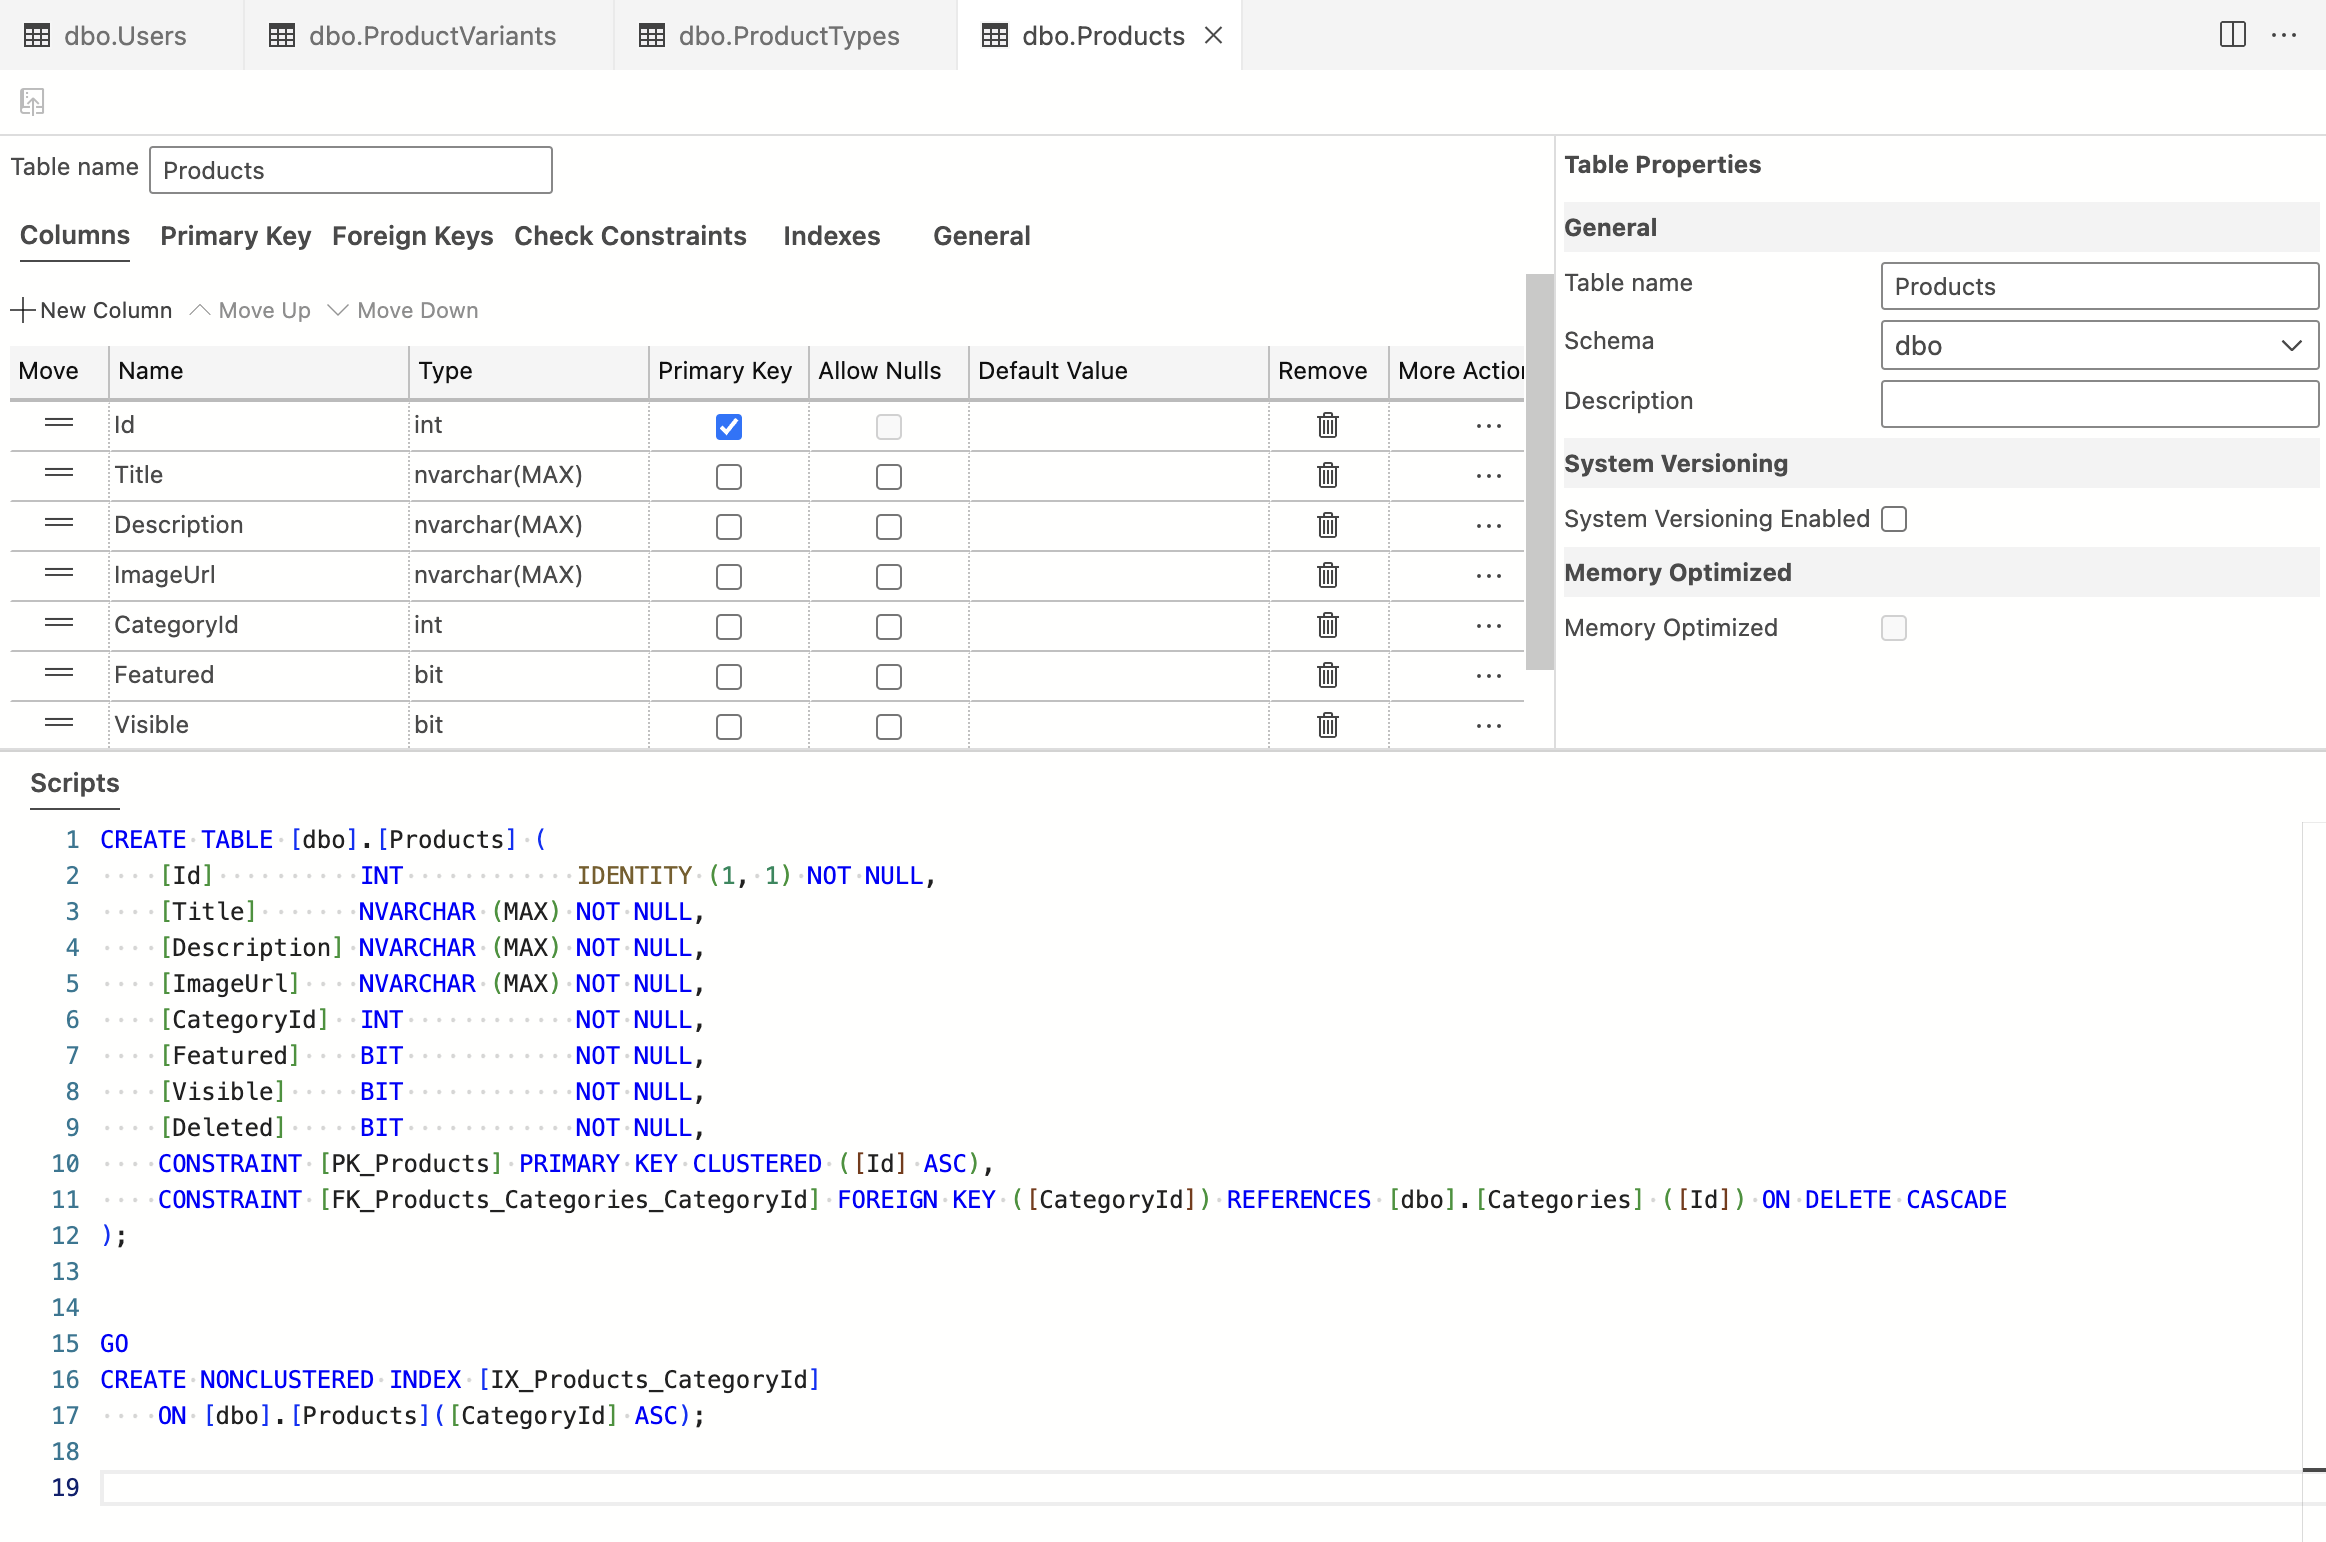 dbo.Users dbo.ProductVariants dbo.ProductTypes dbo.Products
Table name Products
Columns Primary Key Foreign Keys Check Constraints Indexes General
New Column Move Up Move Down
Move Name Type Primary Key Allow Nulls Default Value Remove More Action
Id int
Title nvarchar(MAX)
Description nvarchar(MAX)
ImageUrl nvarchar(MAX)
CategoryId int
Featured bit
Visible bit
Table Properties
General
Table name Products
Schema dbo
Description
System Versioning
System Versioning Enabled
Memory Optimized
Memory Optimized
Scripts
1 CREATE TABLE [dbo].[Products] (
2     [Id]          INT            IDENTITY (1, 1) NOT NULL,
3     [Title]       NVARCHAR (MAX) NOT NULL,
4     [Description] NVARCHAR (MAX) NOT NULL,
5     [ImageUrl]    NVARCHAR (MAX) NOT NULL,
6     [CategoryId]  INT            NOT NULL,
7     [Featured]    BIT            NOT NULL,
8     [Visible]     BIT            NOT NULL,
9     [Deleted]     BIT            NOT NULL,
10     CONSTRAINT [PK_Products] PRIMARY KEY CLUSTERED ([Id] ASC),
11     CONSTRAINT [FK_Products_Categories_CategoryId] FOREIGN KEY ([CategoryId]) REFERENCES [dbo].[Categories] ([Id]) ON DELETE CASCADE
12 );
13
14
15 GO
16 CREATE NONCLUSTERED INDEX [IX_Products_CategoryId]
17     ON [dbo].[Products]([CategoryId] ASC);
18
19